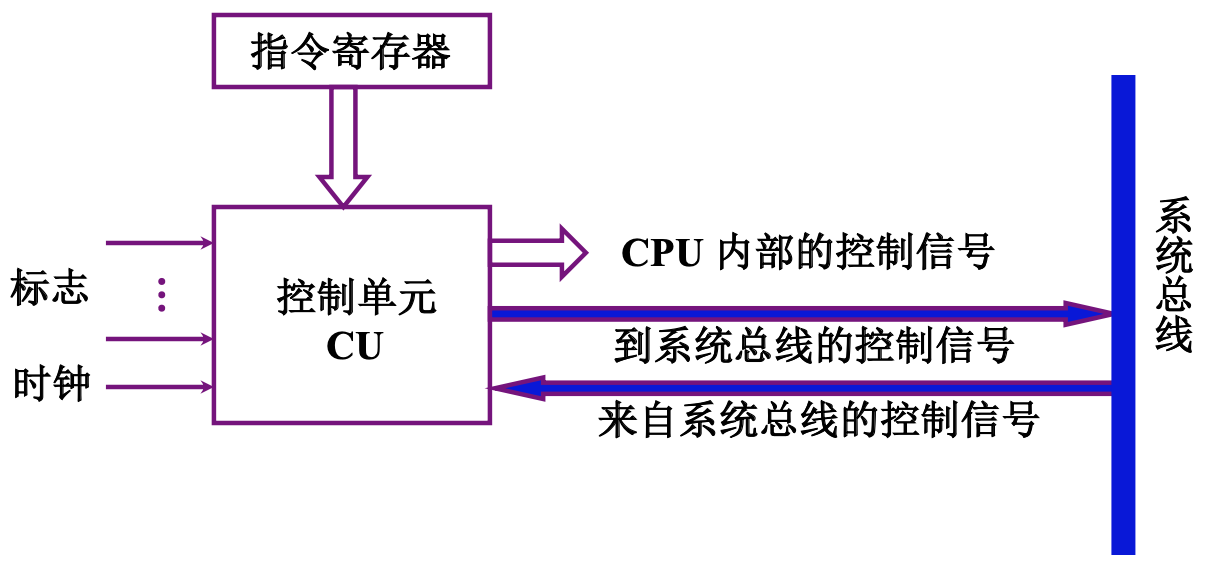 指令寄存器
控制单元
CU
标志
时钟
CPU 内部的控制信号
到系统总线的控制信号
来自系统总线的控制信号
系统总线